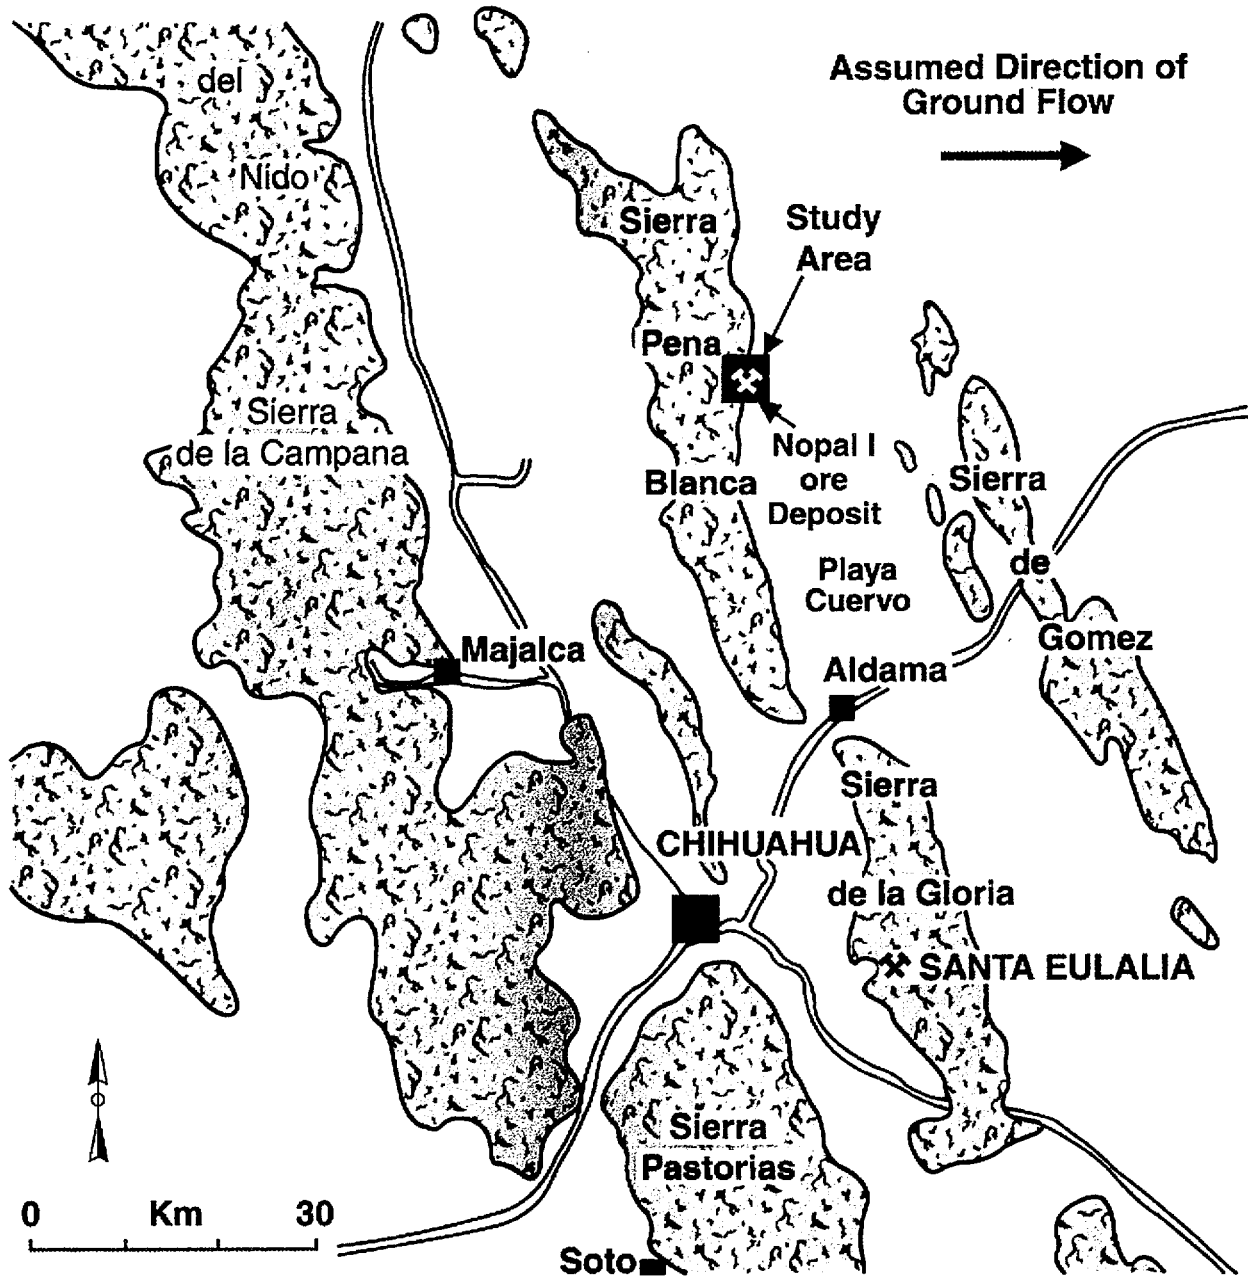 del
Nido
Assumed Direction of
Ground Flow
Sierra
Study
Area
Pena
Sierra
de la Campana
Nopal I
ore
Deposit
Blanca
Sierra
Playa
Cuervo
de
Gomez
Majalca
Aldama
Sierra
CHIHUAHUA
de la Gloria
SANTA EULALIA
Sierra
Pastorias
0 Km 30
Soto